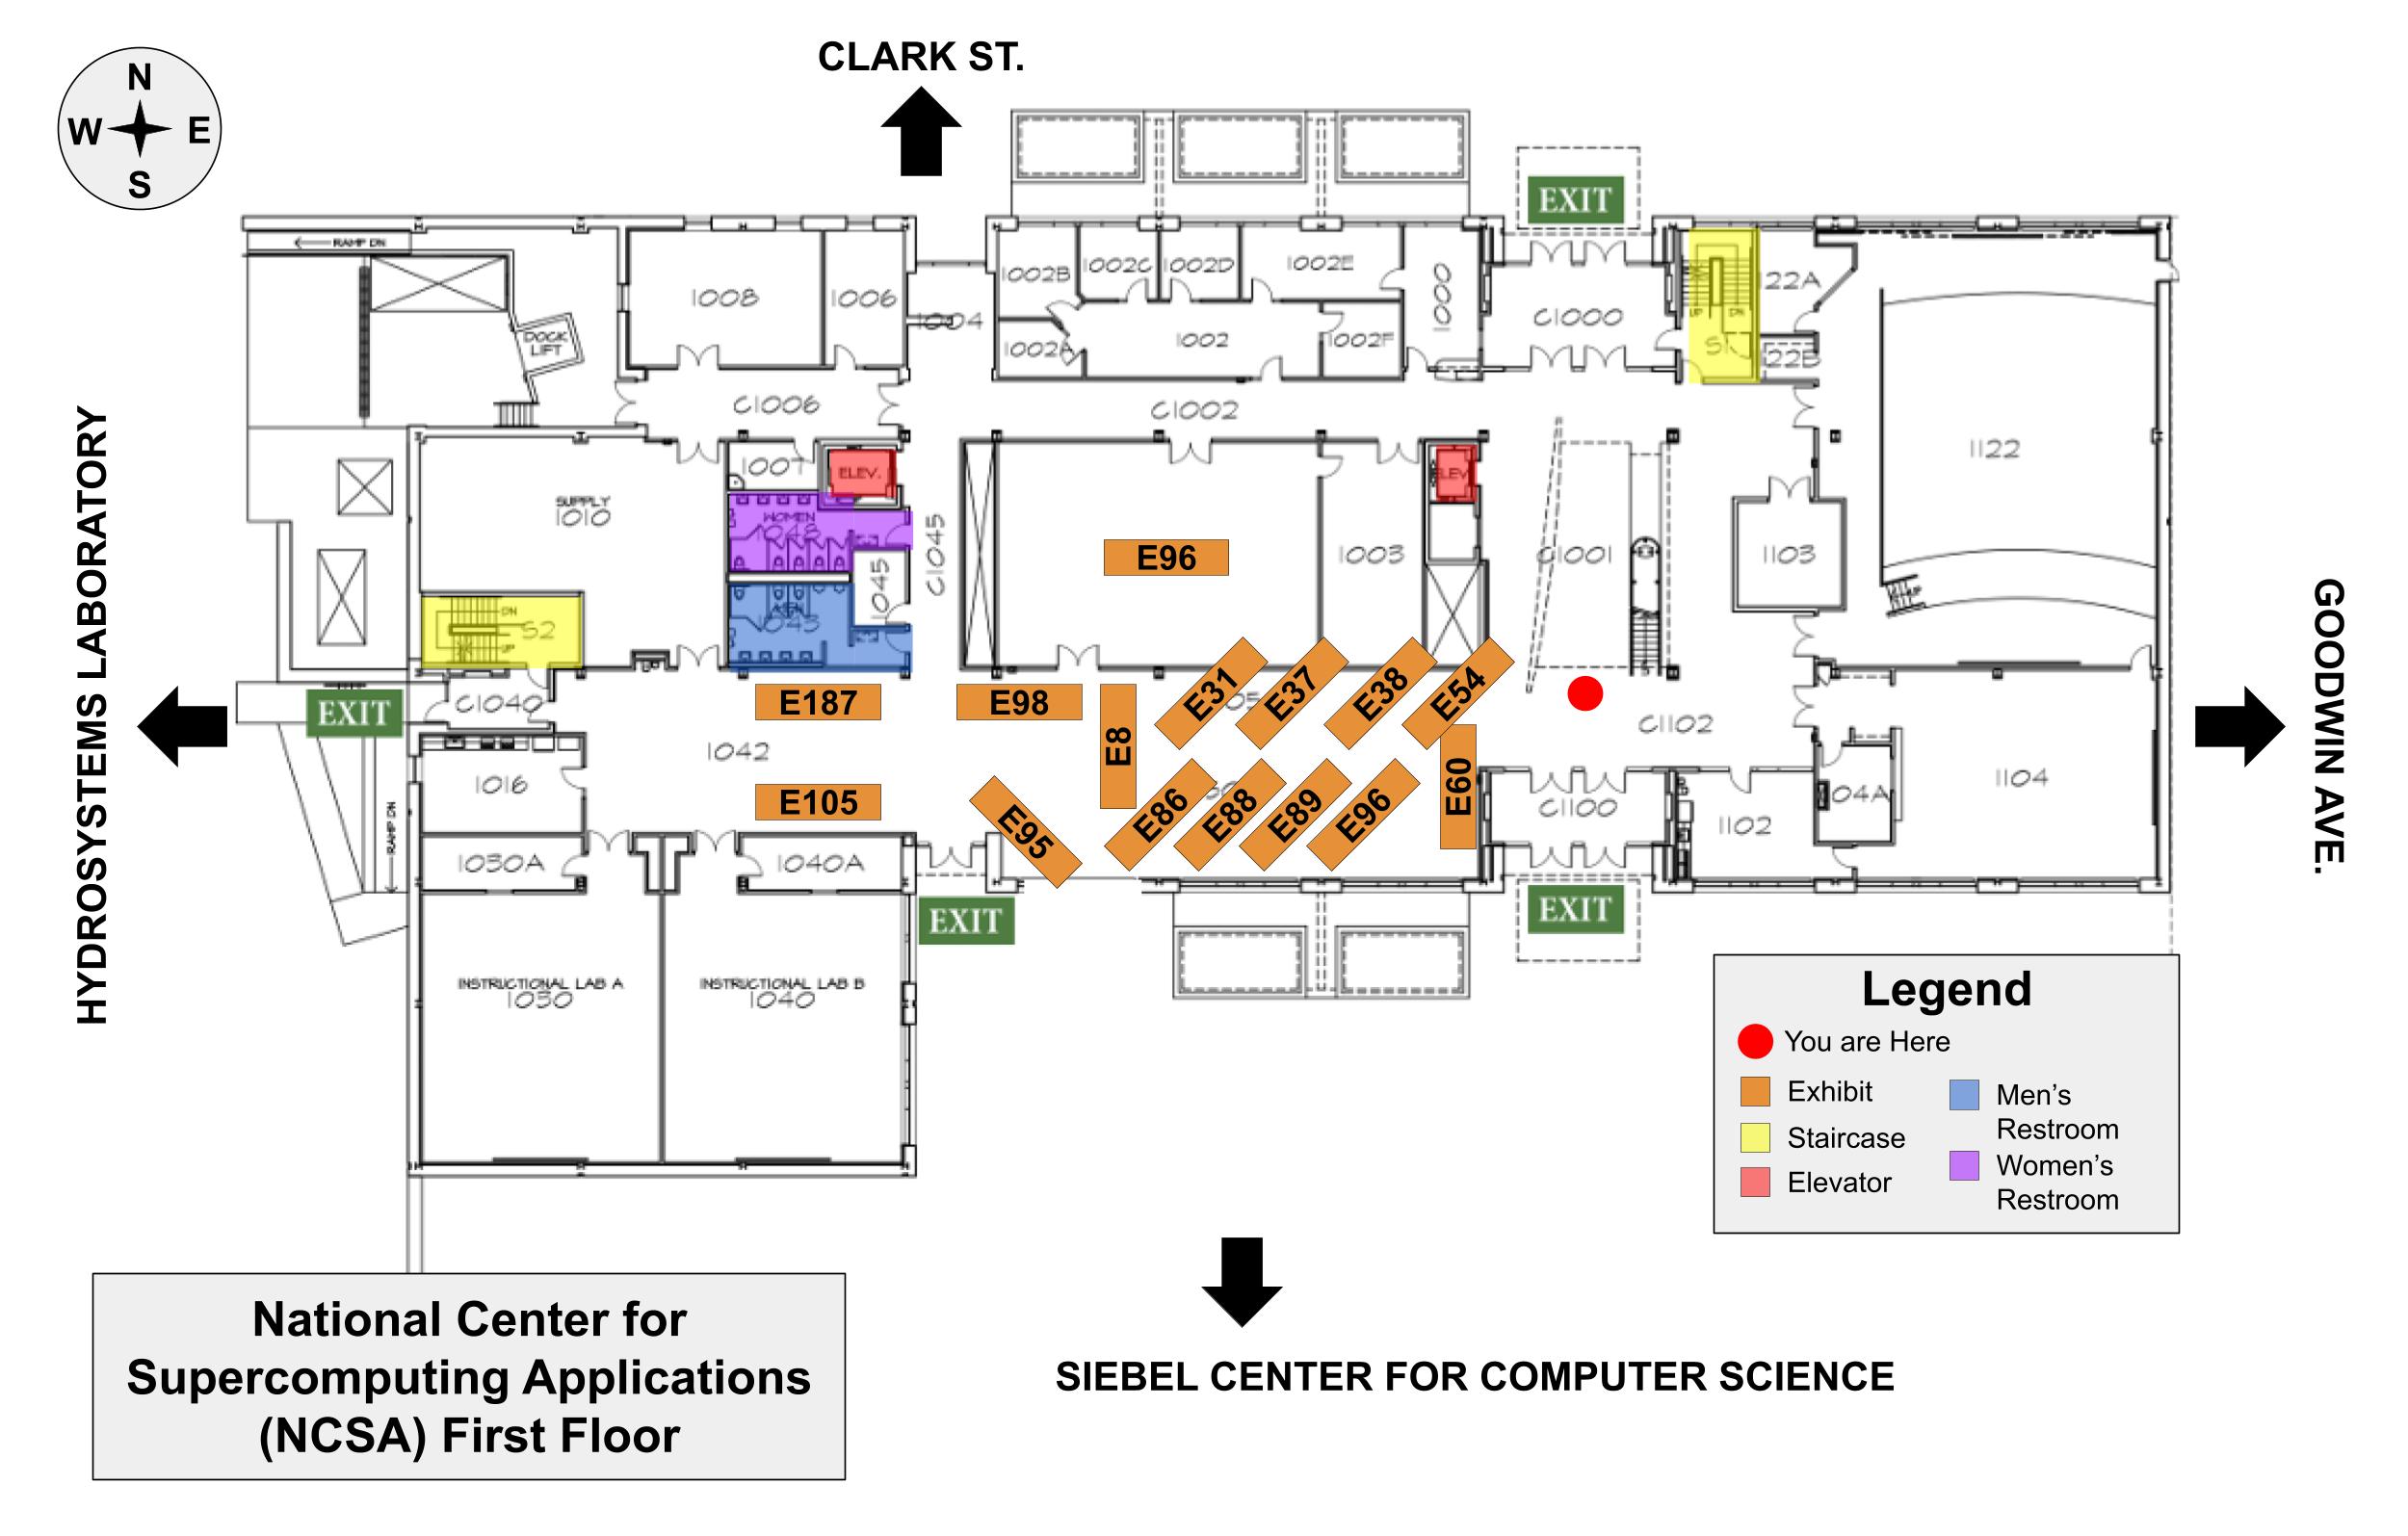 CLARK ST.
N
W E
S
EXIT
RAMP DN
1008
1006
1004
1002B
1002C
1002D
1002E
1000
C1000
UP
DN
S1
122A
DOCK
LIFT
1002A
1002
1002F
122B
C1006
C1002
HYDROSYSTEMS LABORATORY
1007
ELEV.
ELEV.
1122
SUPPLY
1010
WOMEN
1048
C1045
E96
1003
C1001
1103
GOODWIN AVE.
MEN
1043
1045
DN
S2
UP
UP
E31
E37
E38
E54
EXIT
C1040
E187
E98
E8
C1102
1042
E60
1016
E105
E95
E86
E88
E89
E96
C1100
04A
1104
1102
RAMP DN
1030A
1040A
EXIT
EXIT
INSTRUCTIONAL LAB A
1030
INSTRUCTIONAL LAB B
1040
Legend
You are Here
Exhibit
Staircase
Elevator
Men's
Restroom
Women's
Restroom
National Center for
Supercomputing Applications
(NCSA) First Floor
SIEBEL CENTER FOR COMPUTER SCIENCE